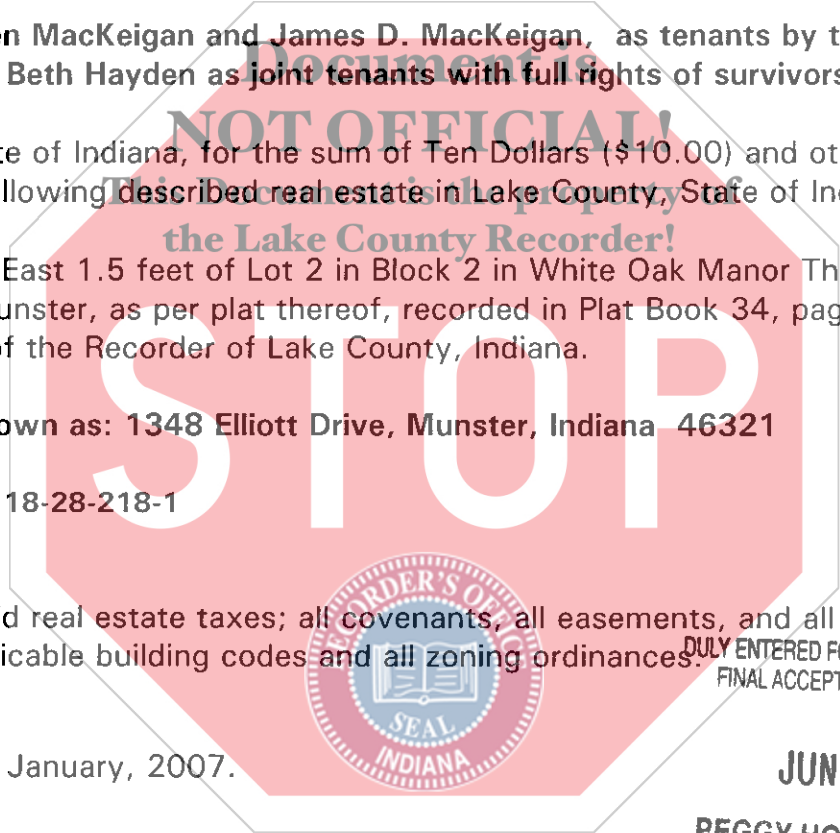 en MacKeigan and James D. MacKeigan, as tenants by t
Document is
Beth Hayden as joint tenants with full rights of survivors
NOT OFFICIAL!
te of Indiana, for the sum of Ten Dollars ($10.00) and ot
This Document is the property of
llowing described real estate in Lake County, State of In
the Lake County Recorder!
East 1.5 feet of Lot 2 in Block 2 in White Oak Manor Th
unster, as per plat thereof, recorded in Plat Book 34, pag
f the Recorder of Lake County, Indiana.
STOP
own as: 1348 Elliott Drive, Munster, Indiana 46321
18-28-218-1
RECORDER'S OFFICE
d real estate taxes; all covenants, all easements, and all
icable building codes and all zoning ordinances.
DULY ENTERED FO
FINAL ACCEPT
SEAL
INDIANA
January, 2007.
JUN
PEGGY HO